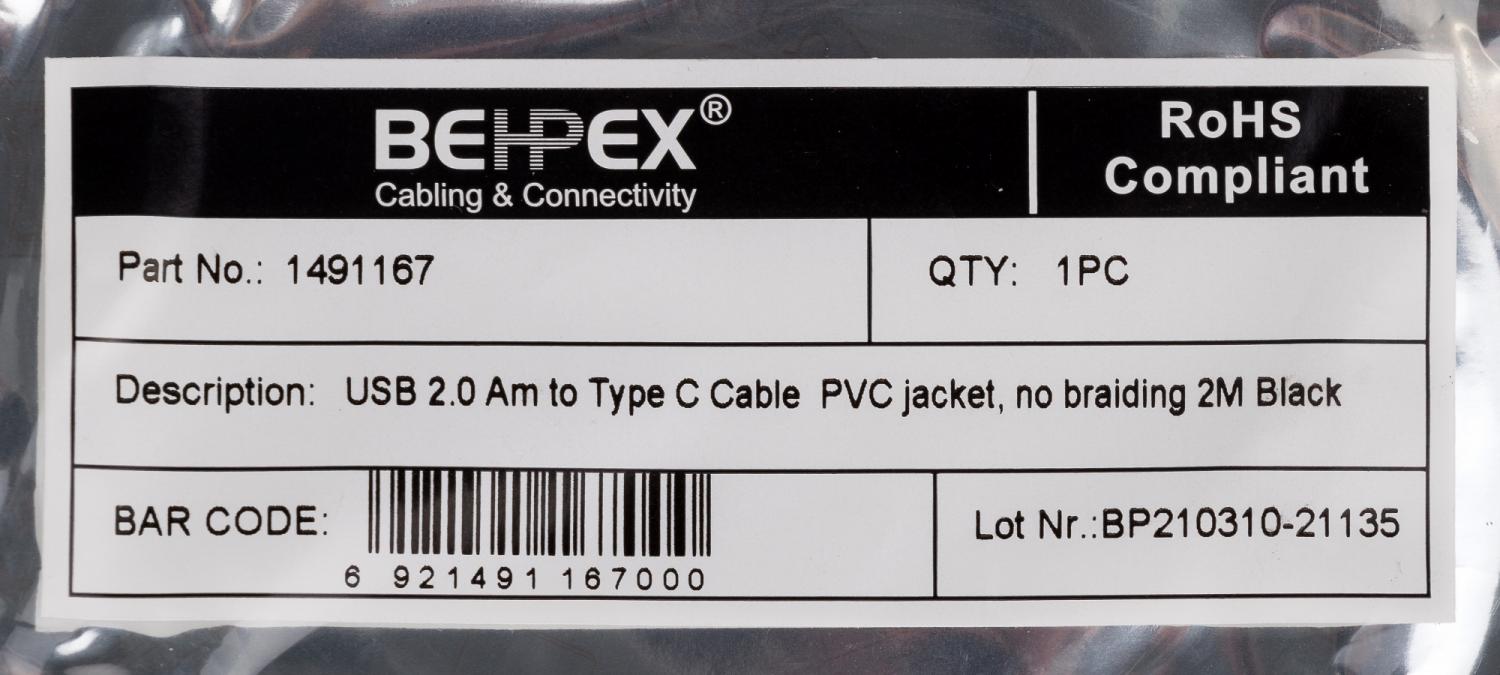 BEHPEX®
Cabling & Connectivity
RoHS
Compliant
Part No.: 1491167
QTY: 1PC
Description: USB 2.0 Am to Type C Cable PVC jacket, no braiding 2M Black
BAR CODE:
6 921491 167000
Lot Nr.:BP210310-21135